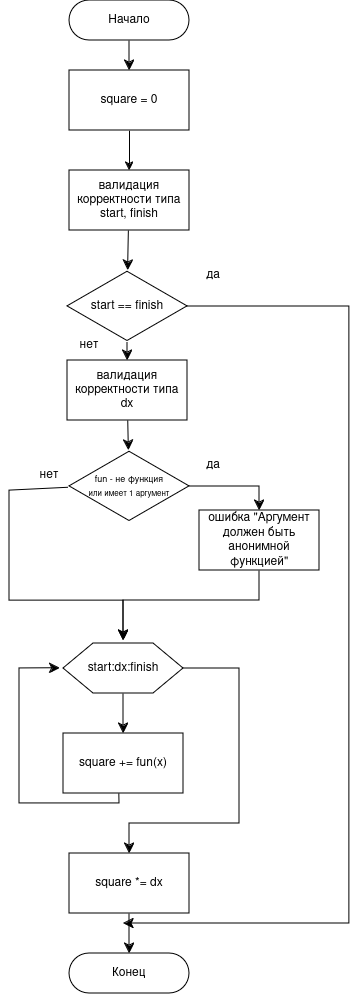 Начало
square = 0
валидация
корректности типа
start, finish
да
start == finish
нет
валидация
корректности типа
dx
да
нет
fun - не функция
или имеет 1 аргумент
ошибка "Аргумент
должен быть
анонимной
функцией"
start:dx:finish
square += fun(x)
square *= dx
Конец